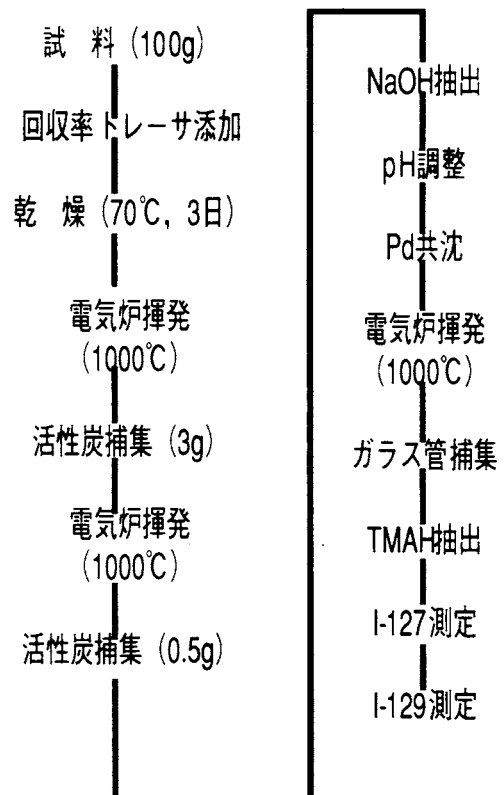 試 料 (100g)
回収率トレーサ添加
乾 燥 (70℃, 3日)
電気炉揮発
(1000℃)
活性炭捕集 (3g)
電気炉揮発
(1000℃)
活性炭捕集 (0.5g)
NaOH抽出
pH調整
Pd共沈
電気炉揮発
(1000℃)
ガラス管捕集
TMAH抽出
I-127測定
I-129測定